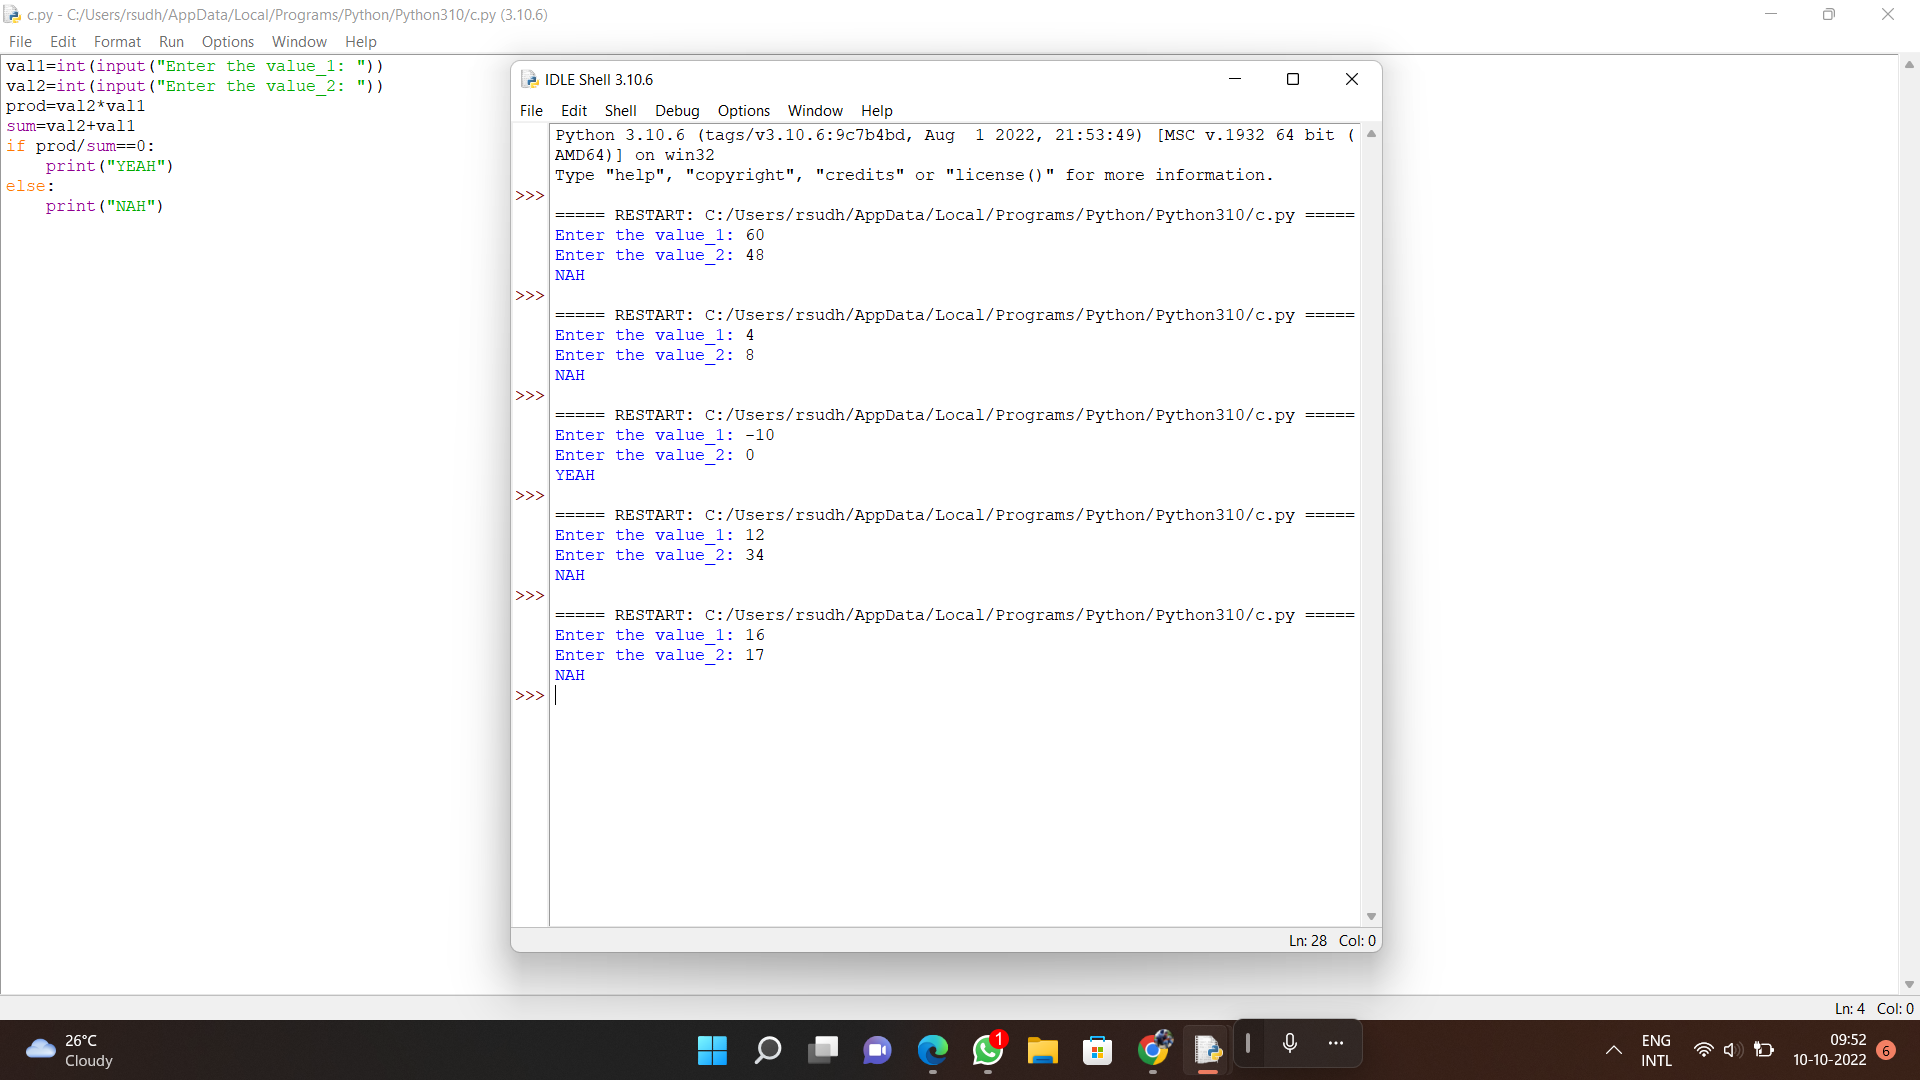 c.py - C:/Users/rsudh/AppData/Local/Programs/Python/Python310/c.py (3.10.6)
File Edit Format Run Options Window Help
val1=int(input("Enter the value_1: "))
val2=int(input("Enter the value_2: "))
prod=val2*val1
sum=val2+val1
if prod/sum==0:
    print("YEAH")
else:
    print("NAH")
IDLE Shell 3.10.6
File Edit Shell Debug Options Window Help
Python 3.10.6 (tags/v3.10.6:9c7b4bd, Aug  1 2022, 21:53:49) [MSC v.1932 64 bit (
AMD64)] on win32
Type "help", "copyright", "credits" or "license()" for more information.
>>>
===== RESTART: C:/Users/rsudh/AppData/Local/Programs/Python/Python310/c.py =====
Enter the value_1: 60
Enter the value_2: 48
NAH
>>>
===== RESTART: C:/Users/rsudh/AppData/Local/Programs/Python/Python310/c.py =====
Enter the value_1: 4
Enter the value_2: 8
NAH
>>>
===== RESTART: C:/Users/rsudh/AppData/Local/Programs/Python/Python310/c.py =====
Enter the value_1: -10
Enter the value_2: 0
YEAH
>>>
===== RESTART: C:/Users/rsudh/AppData/Local/Programs/Python/Python310/c.py =====
Enter the value_1: 12
Enter the value_2: 34
NAH
>>>
===== RESTART: C:/Users/rsudh/AppData/Local/Programs/Python/Python310/c.py =====
Enter the value_1: 16
Enter the value_2: 17
NAH
>>>
Ln: 28 Col: 0
Ln: 4 Col: 0
26°C
Cloudy
1
ENG
INTL
09:52
10-10-2022
6